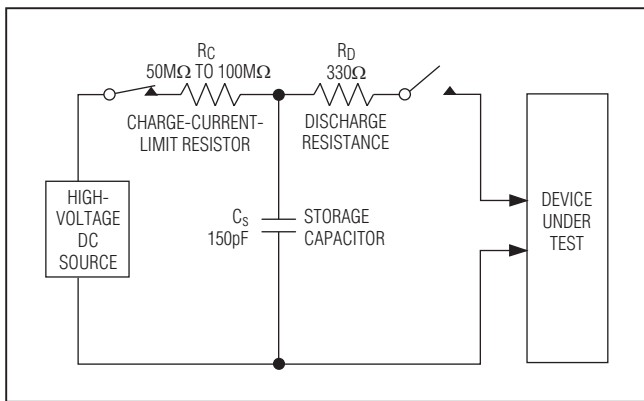 R_C
50MΩ TO 100MΩ
CHARGE-CURRENT-
LIMIT RESISTOR
R_D
330Ω
DISCHARGE
RESISTANCE
HIGH-
VOLTAGE
DC
SOURCE
C_s
150pF
STORAGE
CAPACITOR
DEVICE
UNDER
TEST